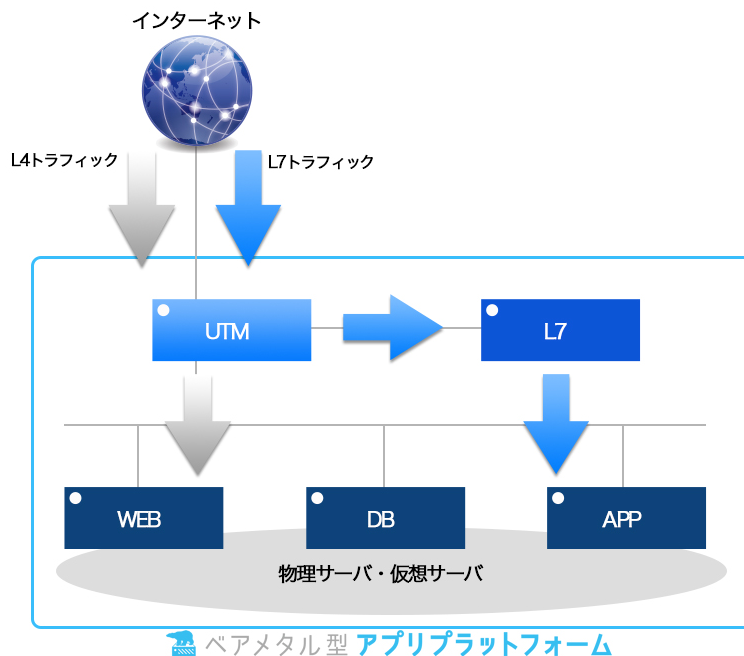 インターネット
L4トラフィック
L7トラフィック
UTM
L7
WEB
DB
APP
物理サーバ・仮想サーバ
ベアメタル型 アプリプラットフォーム